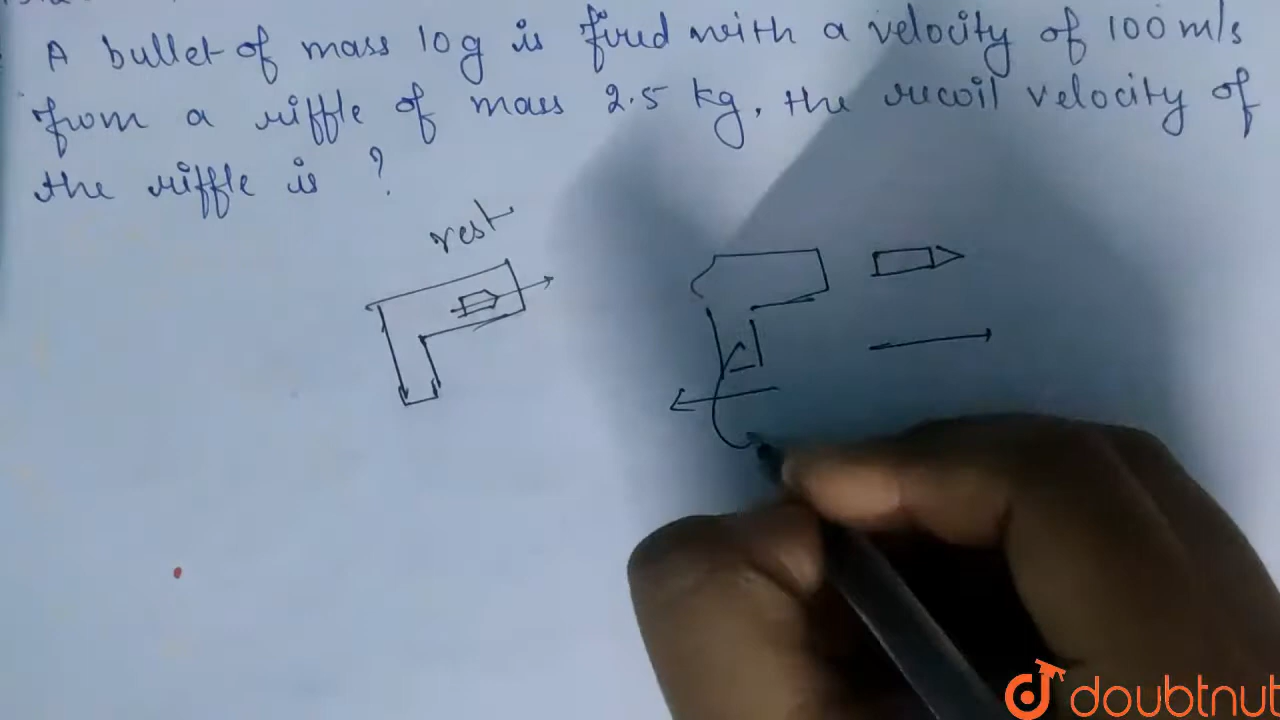 A bullet of mass 10g is fired with a velocity of 100 m/s
from a riffle of mass 2.5 kg, the recoil velocity of
the riffle is ?
rest
doubtnut